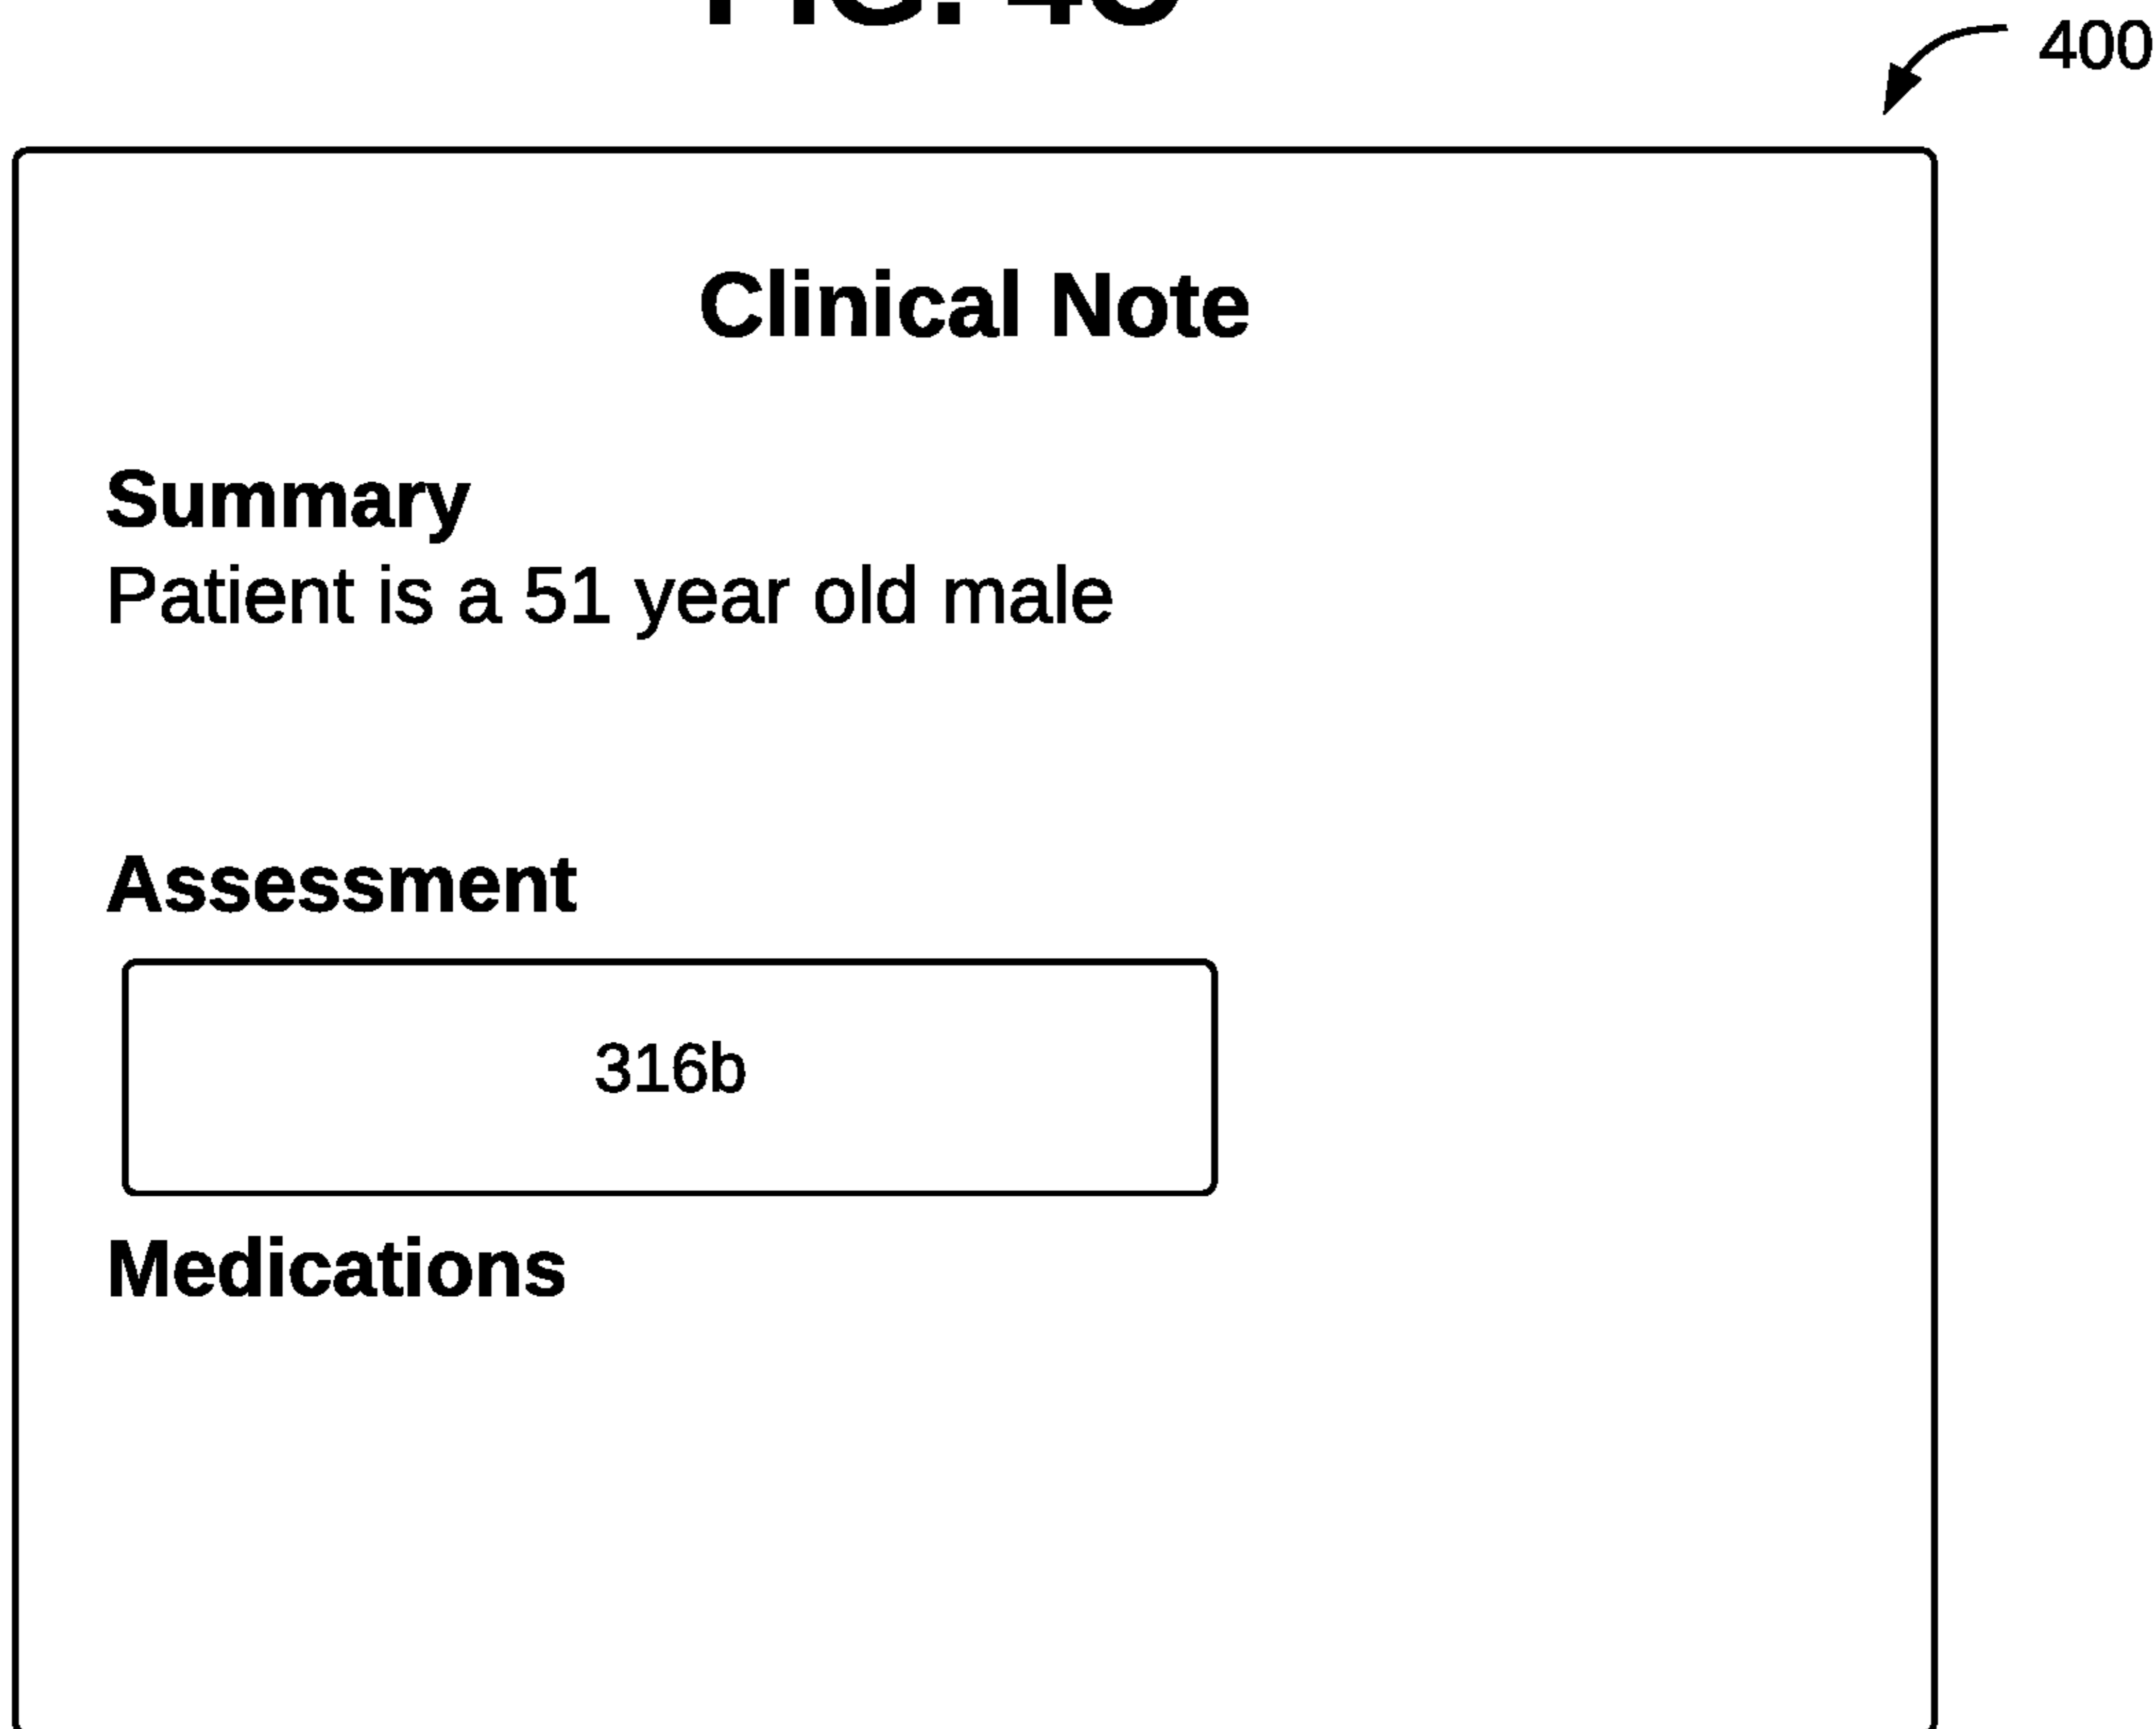 400
Clinical Note
Summary
Patient is a 51 year old male
Assessment
316b
Medications